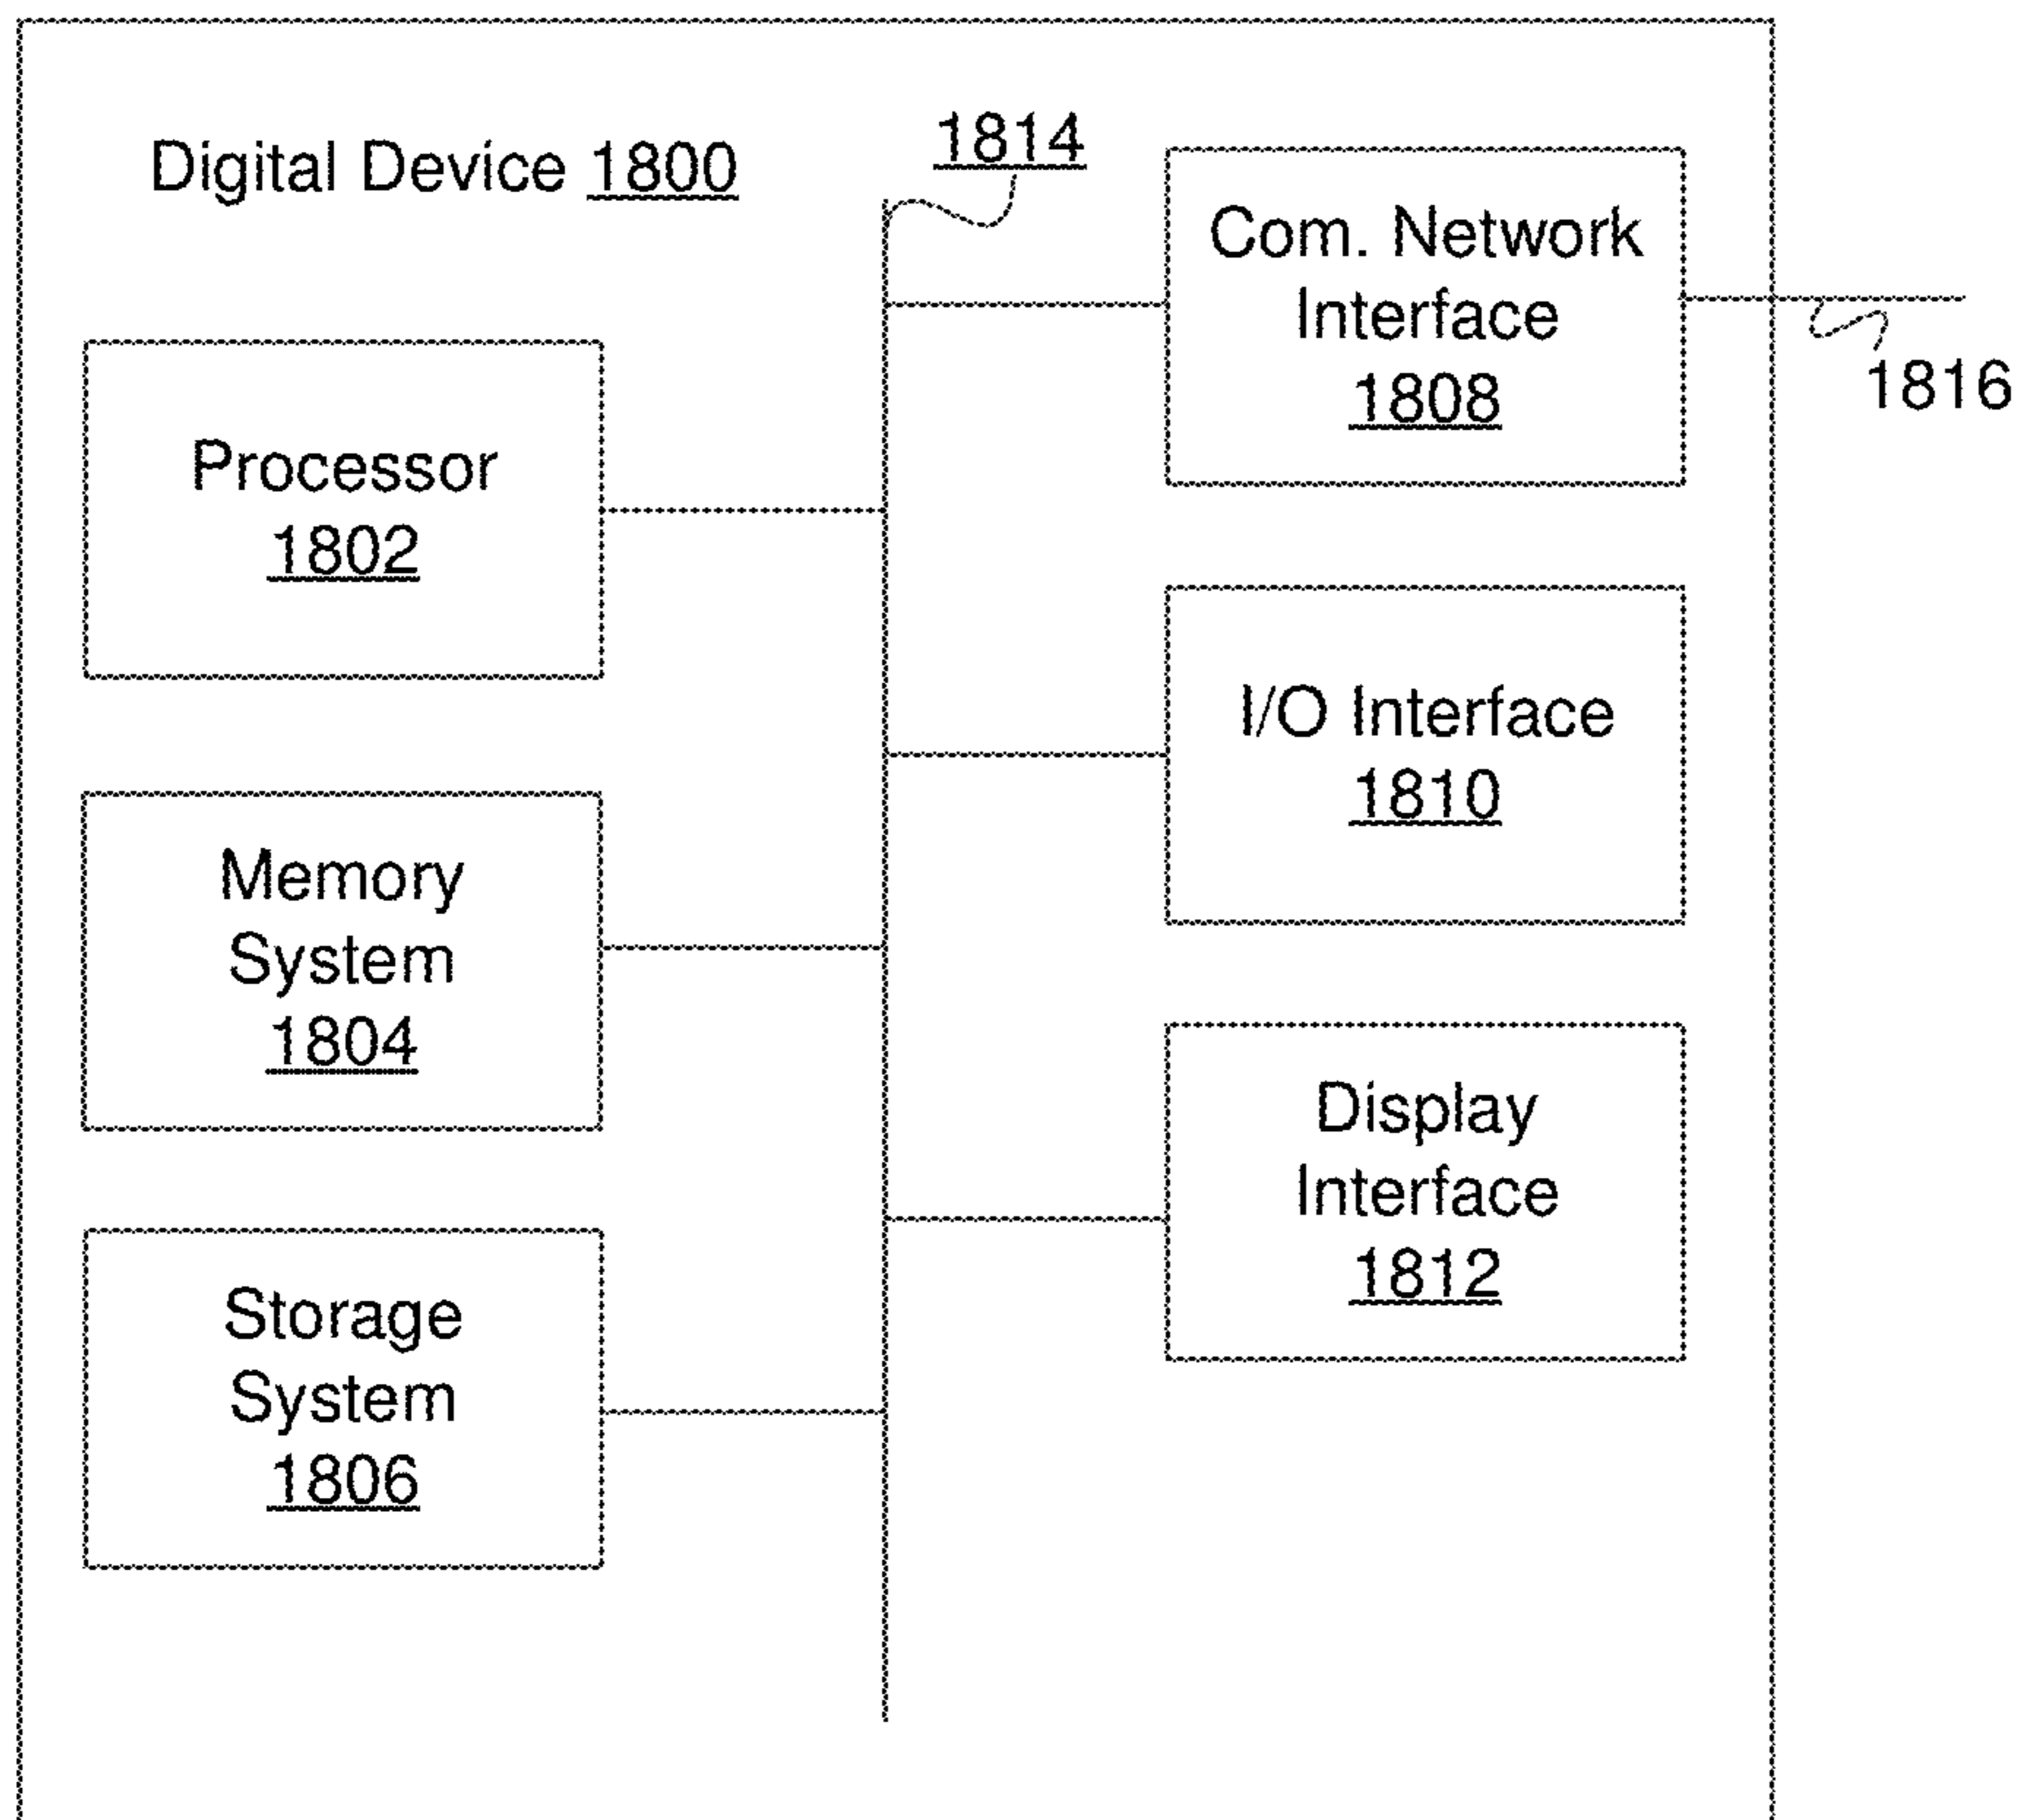 Digital Device 1800
1814
Com. Network
Interface
1808
1816
Processor
1802
I/O Interface
1810
Memory
System
1804
Display
Interface
1812
Storage
System
1806